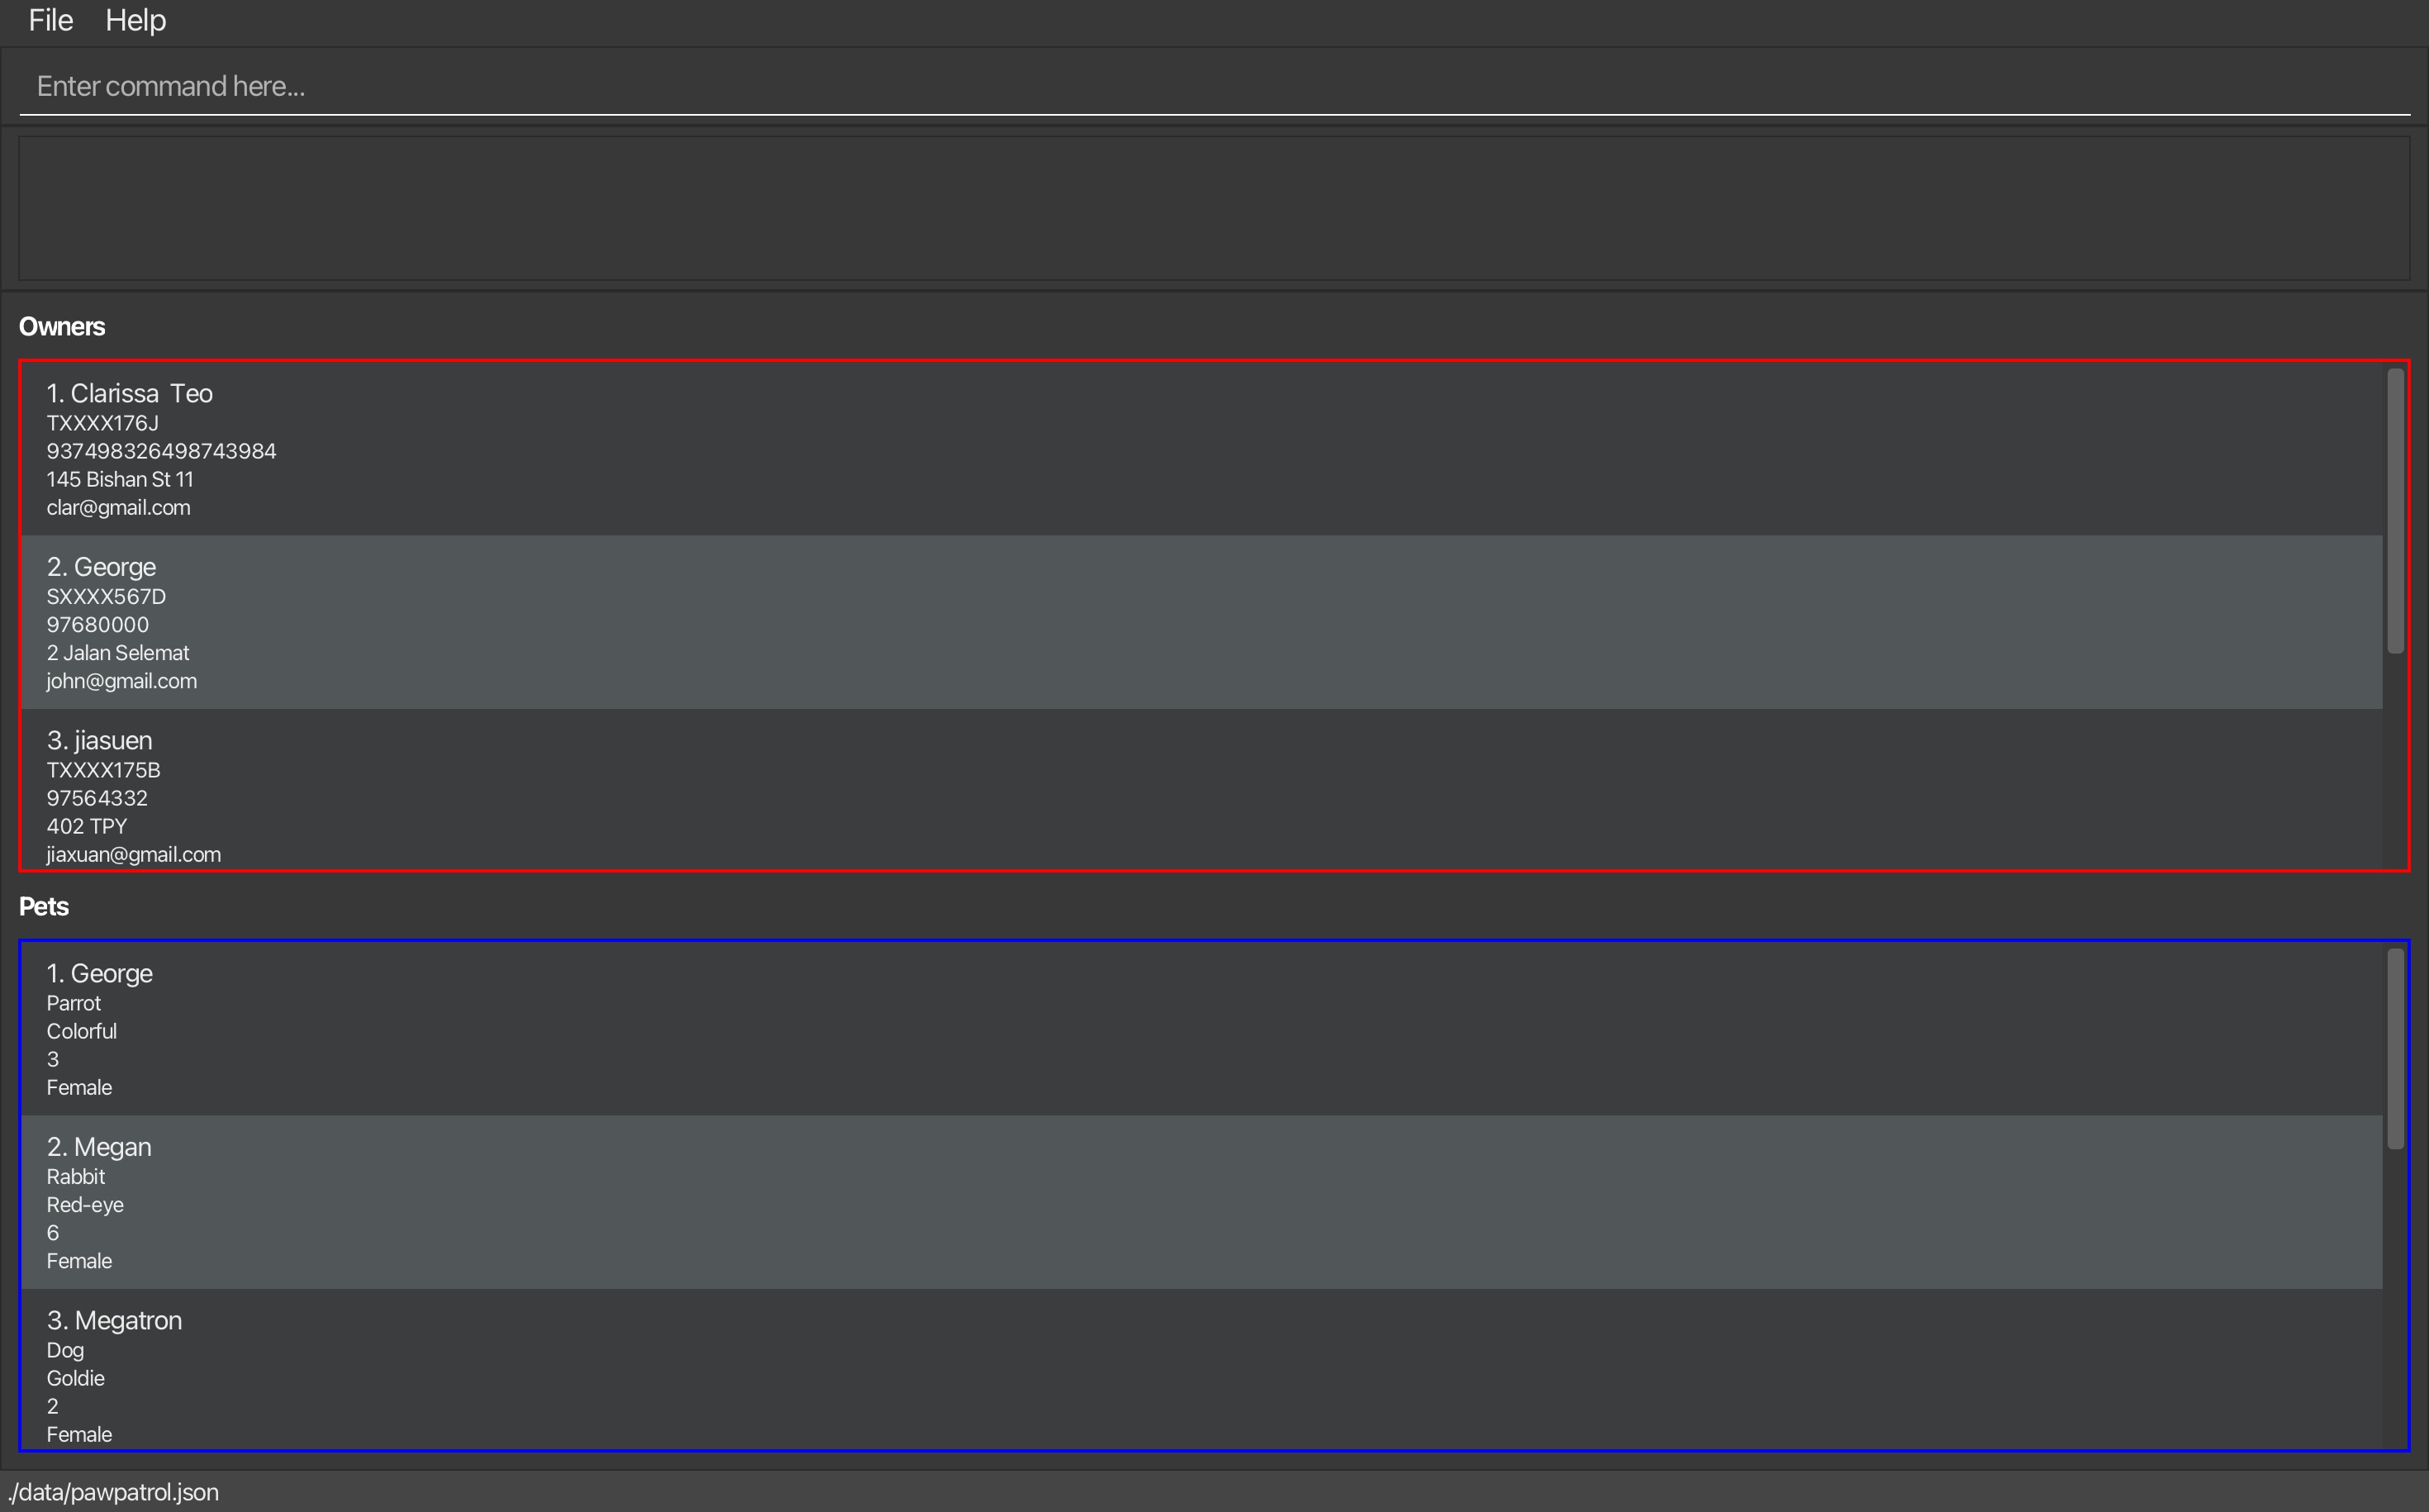 File Help
Enter command here...
Owners
1. Clarissa  Teo
TXXXX176J
937498326498743984
145 Bishan St 11
clar@gmail.com
2. George
SXXXX567D
97680000
2 Jalan Selemat
john@gmail.com
3. jiasuen
TXXXX175B
97564332
402 TPY
jiaxuan@gmail.com
Pets
1. George
Parrot
Colorful
3
Female
2. Megan
Rabbit
Red-eye
6
Female
3. Megatron
Dog
Goldie
2
Female
./data/pawpatrol.json